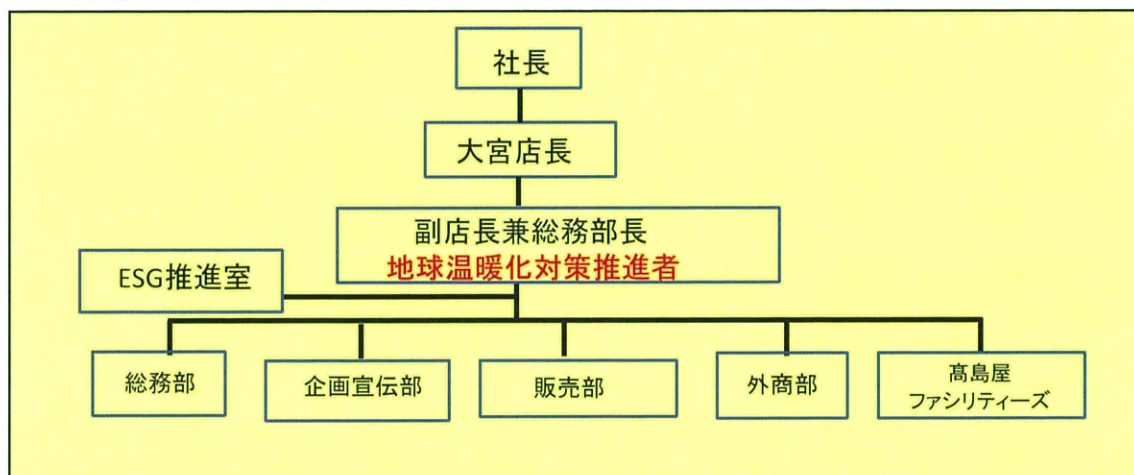 社長
大宮店長
副店長兼総務部長
地球温暖化対策推進者
ESG推進室
総務部
企画宣伝部
販売部
外商部
髙島屋
ファシリティーズ